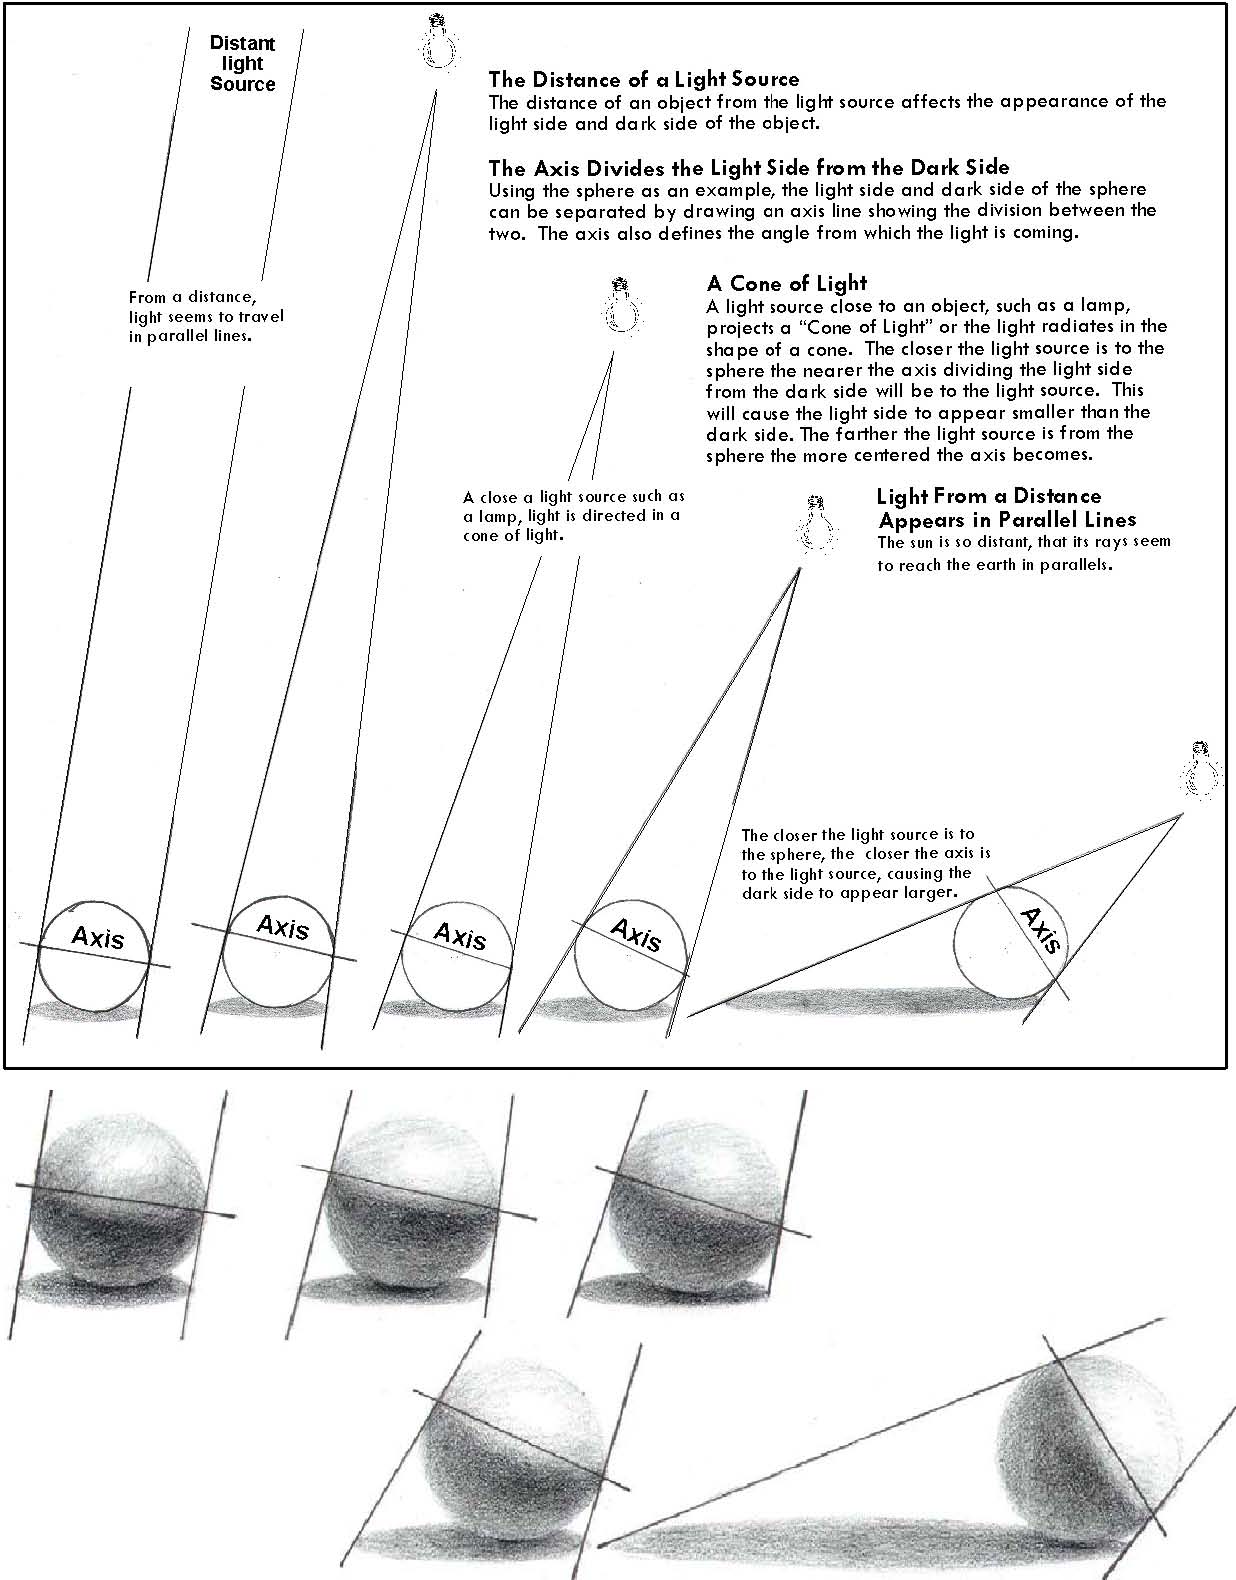 Distant
light
Source
The Distance of a Light Source
The distance of an object from the light source affects the appearance of the
light side and dark side of the object.
The Axis Divides the Light Side from the Dark Side
Using the sphere as an example, the light side and dark side of the sphere
can be separated by drawing an axis line showing the division between the
two. The axis also defines the angle from which the light is coming.
From a distance,
light seems to travel
in parallel lines.
A Cone of Light
A light source close to an object, such as a lamp,
projects a “Cone of Light” or the light radiates in the
shape of a cone. The closer the light source is to the
sphere the nearer the axis dividing the light side
from the dark side will be to the light source. This
will cause the light side to appear smaller than the
dark side. The farther the light source is from the
sphere the more centered the axis becomes.
A close a light source such as
a lamp, light is directed in a
cone of light.
Light From a Distance
Appears in Parallel Lines
The sun is so distant, that its rays seem
to reach the earth in parallels.
The closer the light source is to
the sphere, the closer the axis is
to the light source, causing the
dark side to appear larger.
Axis
Axis
Axis
Axis
Axis